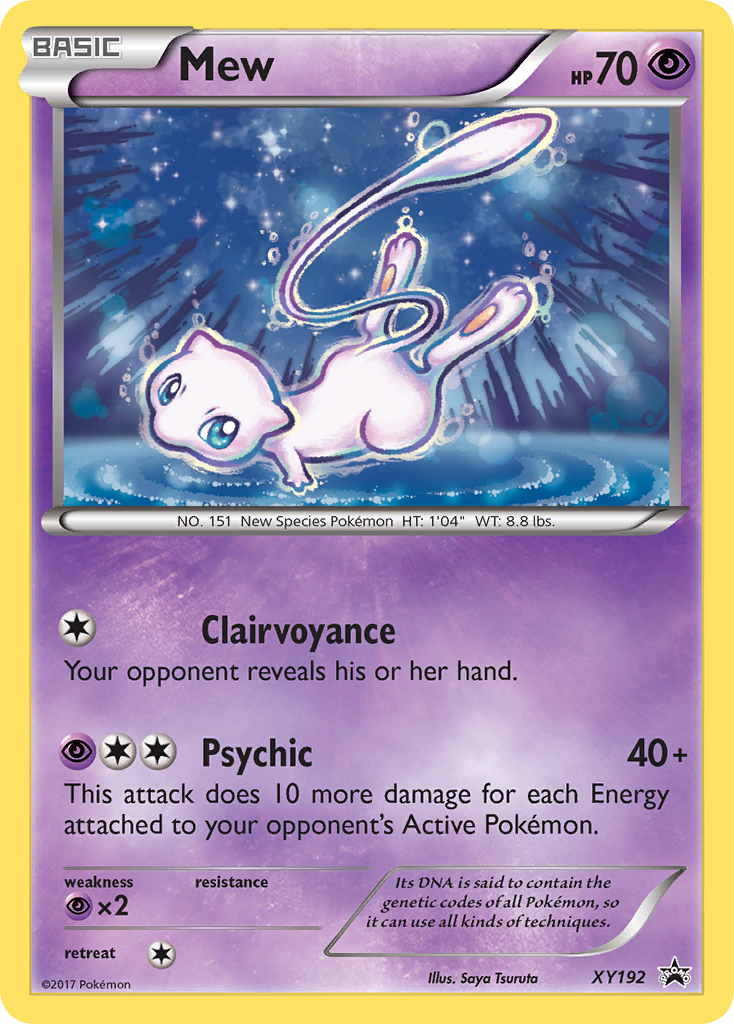 BASIC
Mew
HP 70
NO. 151 New Species Pokémon HT: 1'04" WT: 8.8 lbs.
Clairvoyance
Your opponent reveals his or her hand.
Psychic 40+
This attack does 10 more damage for each Energy
attached to your opponent's Active Pokémon.
weakness resistance
×2
Its DNA is said to contain the
genetic codes of all Pokémon, so
it can use all kinds of techniques.
retreat
©2017 Pokémon Illus. Saya Tsuruta XY192 PROMO